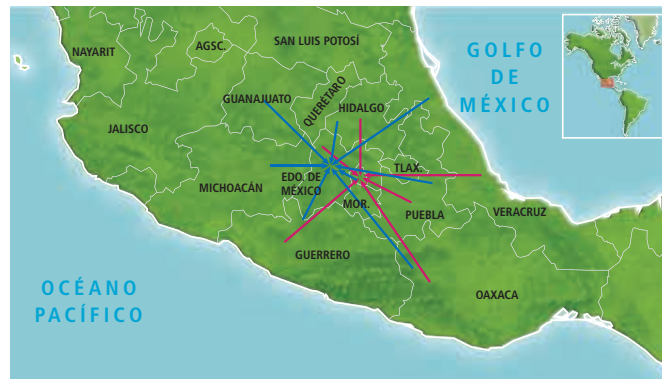 SAN LUIS POTOSÍ
AGSC.
NAYARIT
GOLFO
DE
MÉXICO
GUANAJUATO
QUERÉTARO
HIDALGO
JALISCO
TLAX.
EDO. DE
MÉXICO
MICHOACÁN
MOR.
PUEBLA
VERACRUZ
GUERRERO
OCÉANO
PACÍFICO
OAXACA